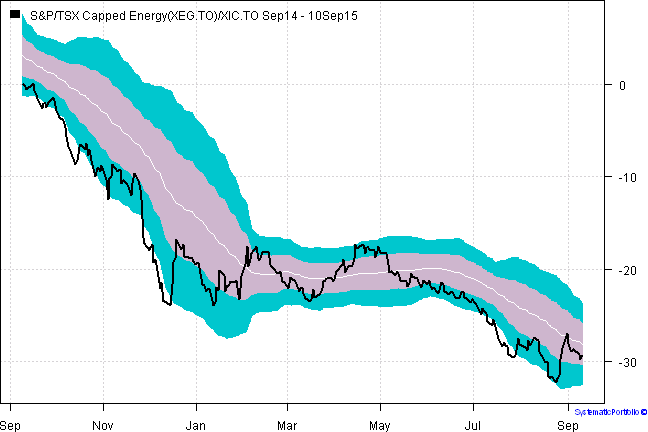 S&P/TSX Capped Energy(XEG.TO)/XIC.TO Sep14 - 10Sep15
0
-10
-20
-30
Sep Nov Jan Mar May Jul Sep
SystematicPortfolio ©